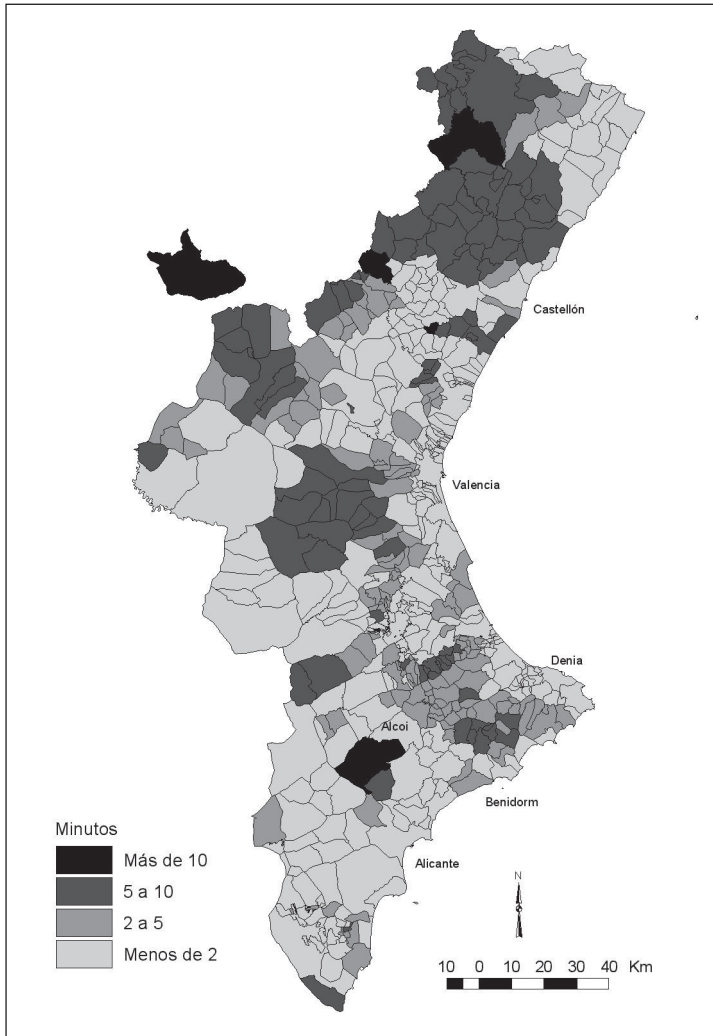 Castellón
Valencia
Denia
Alcoi
Benidorm
Alicante
Minutos
Más de 10
5 a 10
2 a 5
Menos de 2
N
10 0 10 20 30 40 Km